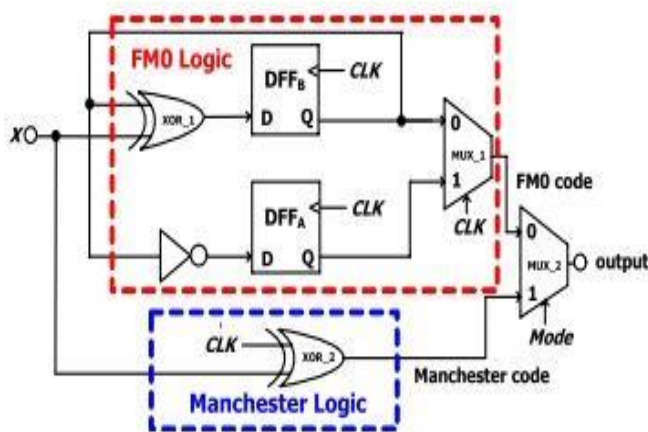 FM0 Logic
DFFB
CLK
D
Q
XOR_1
X
0
1
MUX_1
CLK
FM0 code
DFFA
CLK
D
Q
0
1
MUX_2
output
Mode
CLK
XOR_2
Manchester code
Manchester Logic